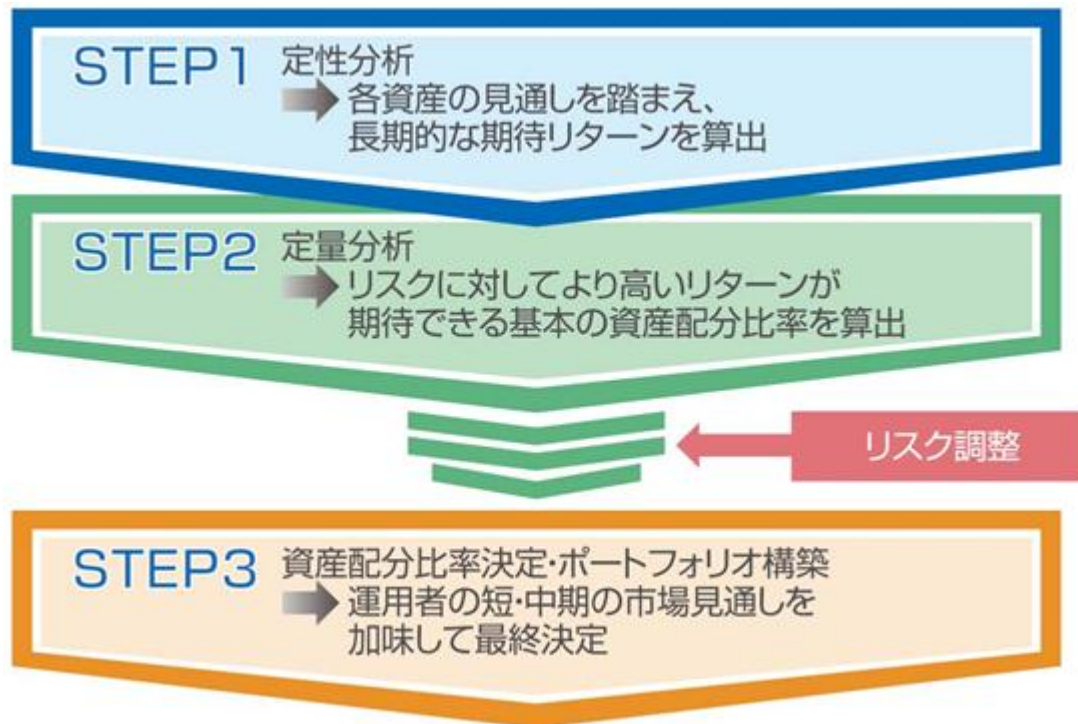 STEP1 定性分析
各資産の見通しを踏まえ、
長期的な期待リターンを算出
STEP2 定量分析
リスクに対してより高いリターンが
期待できる基本の資産配分比率を算出
リスク調整
STEP3 資産配分比率決定・ポートフォリオ構築
運用者の短・中期の市場見通しを
加味して最終決定